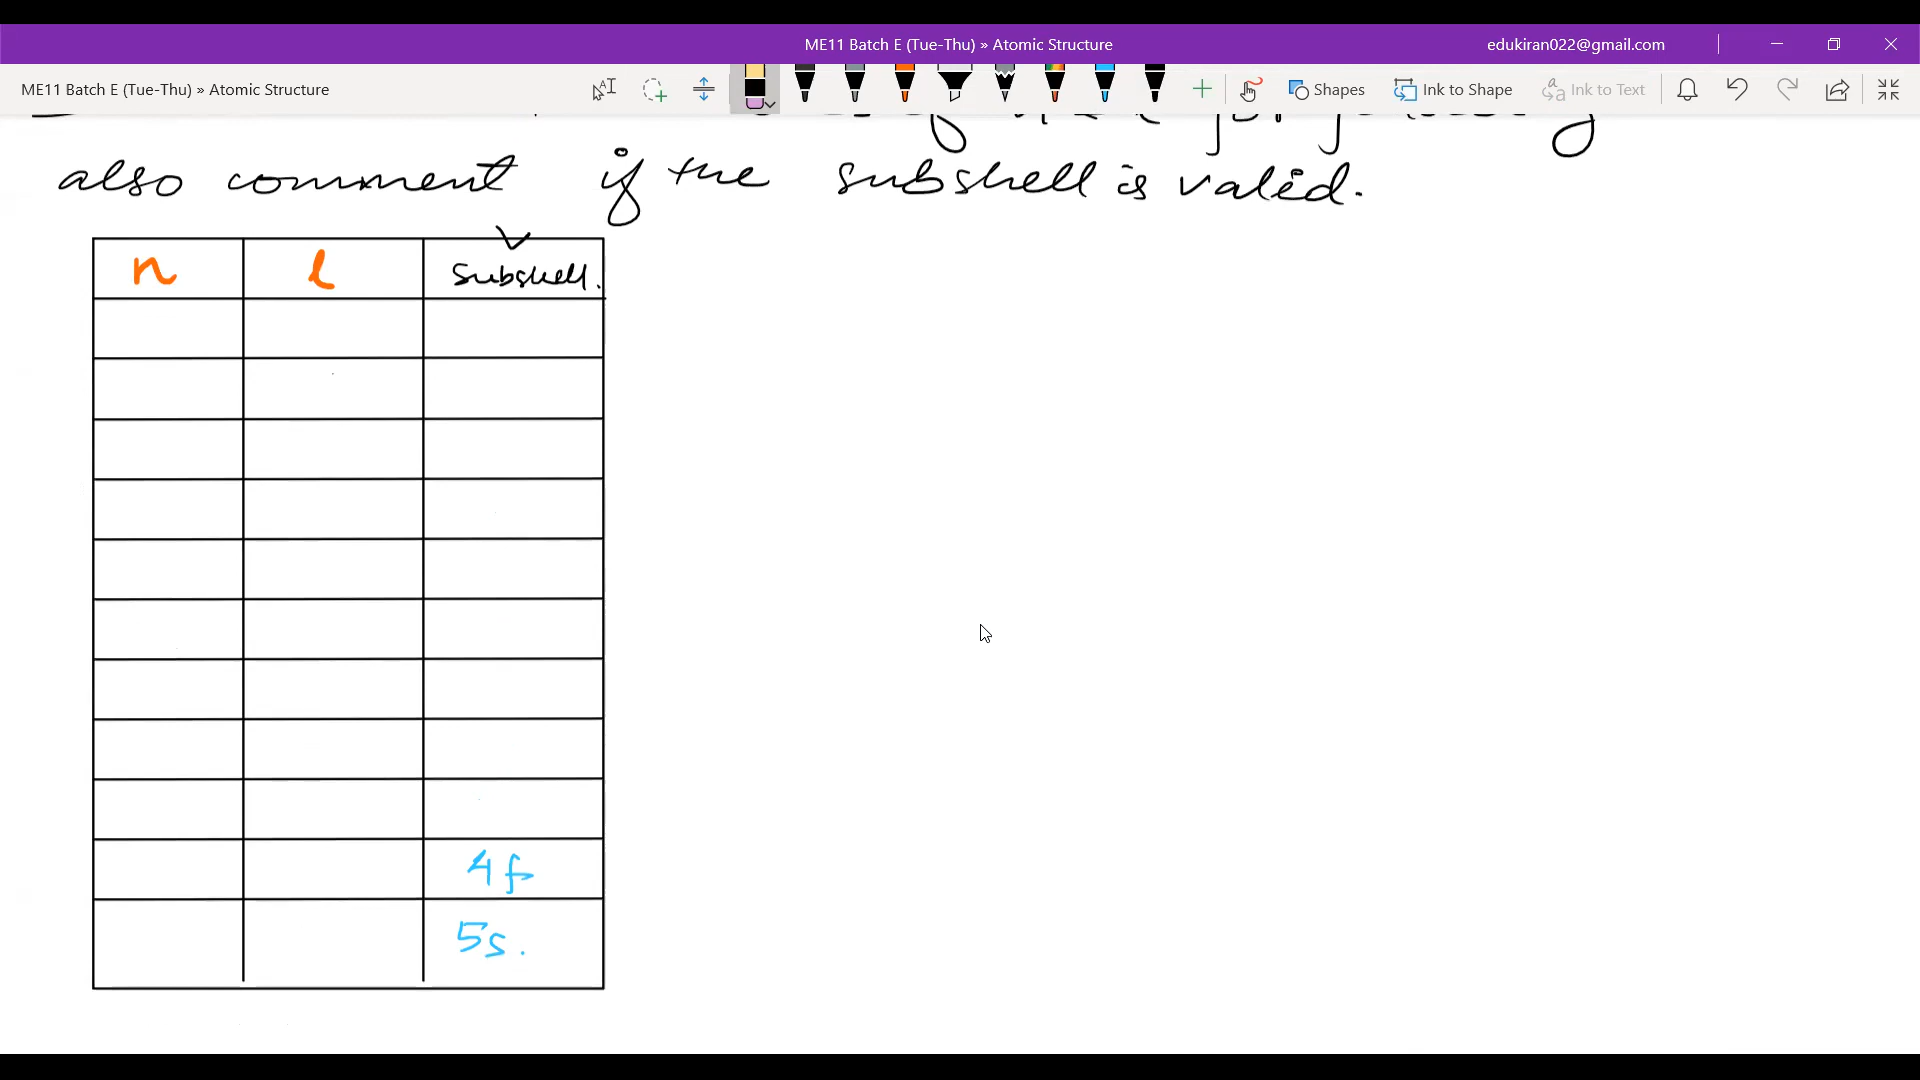 ME11 Batch E (Tue-Thu) » Atomic Structure
edukiran022@gmail.com
ME11 Batch E (Tue-Thu) » Atomic Structure
Shapes
Ink to Shape
Ink to Text
also comment if the subshell is valid.
n l subshell.
4f
5s.